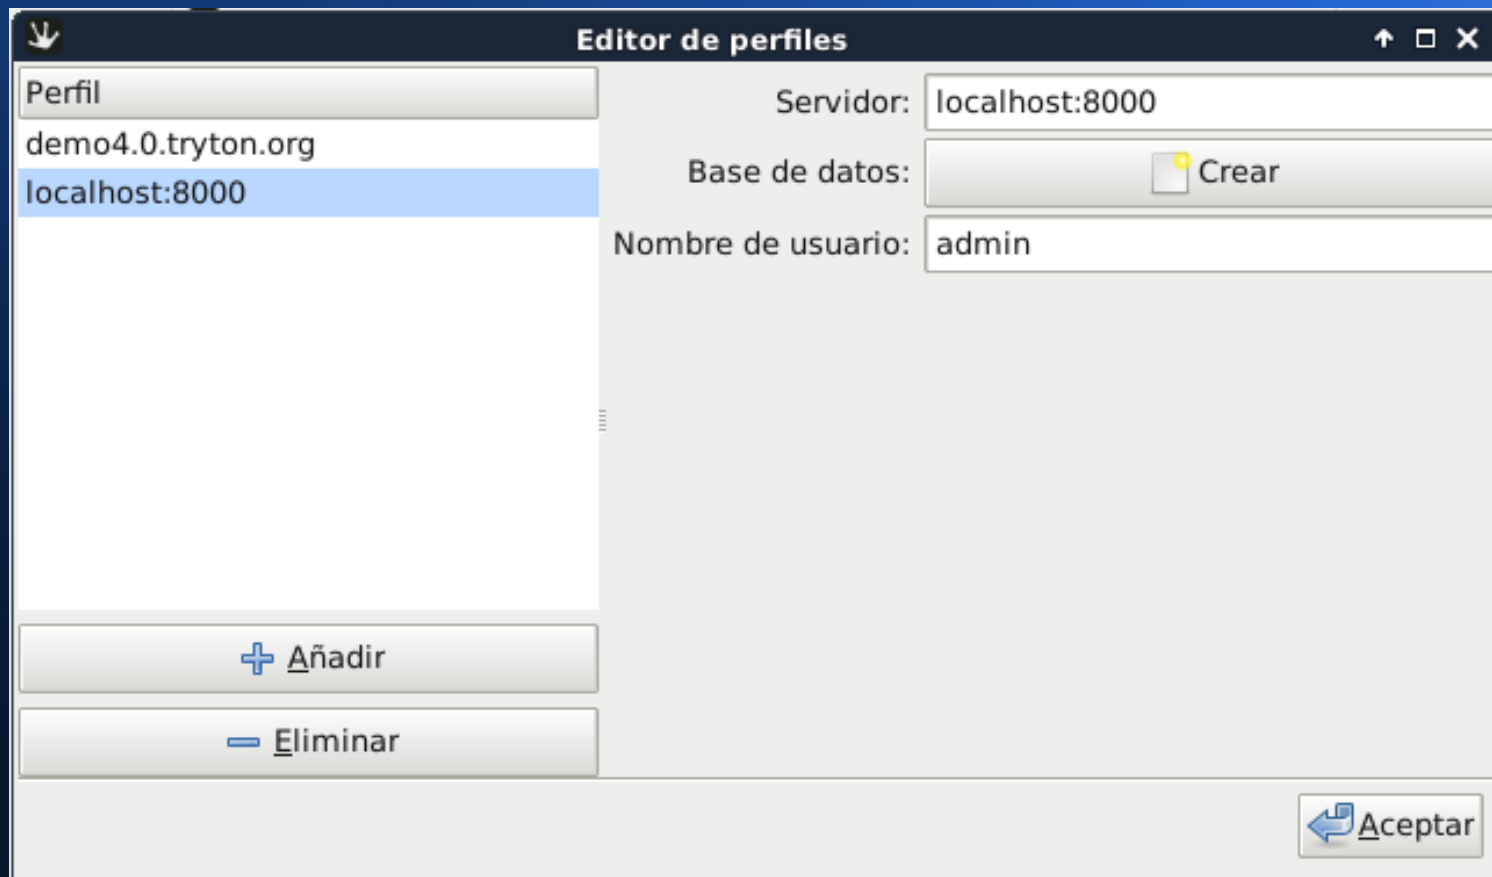 Editor de perfiles
Perfil
demo4.0.tryton.org
localhost:8000
Servidor: localhost:8000
Base de datos: Crear
Nombre de usuario: admin
Añadir
Eliminar
Aceptar